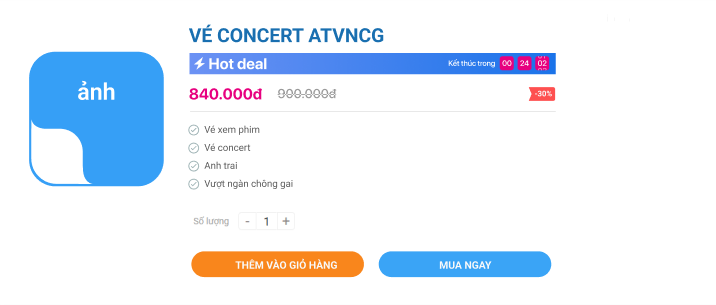 VÉ CONCERT ATVNCG
ảnh
Hot deal Kết thúc trong 00 24 02
840.000đ 900.000đ -30%
Vé xem phim
Vé concert
Anh trai
Vượt ngàn chông gai
Số lượng - 1 +
THÊM VÀO GIỎ HÀNG MUA NGAY